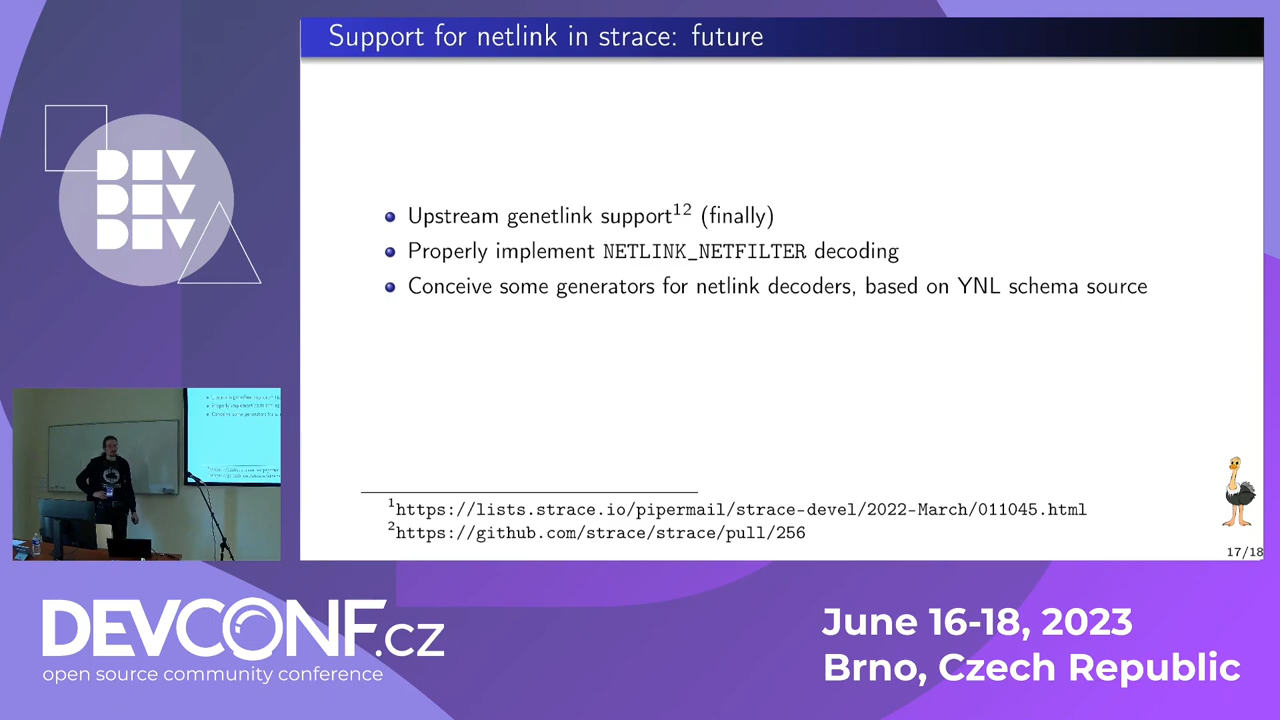 Support for netlink in strace: future
DEV
DEV
DEV
Upstream genetlink support12 (finally)
Properly implement NETLINK_NETFILTER decoding
Conceive some generators for netlink decoders, based on YNL schema source
1https://lists.strace.io/pipermail/strace-devel/2022-March/011045.html
2https://github.com/strace/strace/pull/256
17/18
DEVCONF.cz
open source community conference
June 16-18, 2023
Brno, Czech Republic